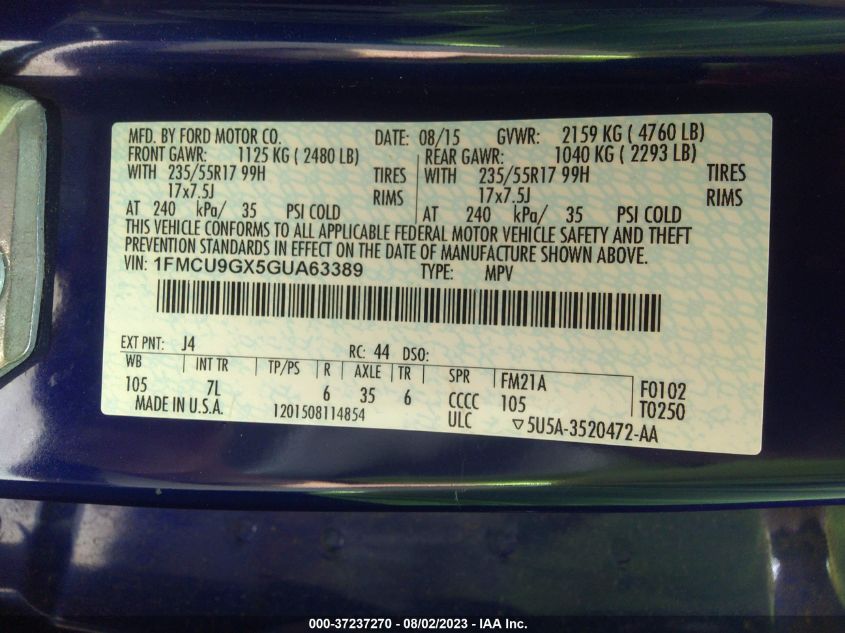 MFD. BY FORD MOTOR CO. DATE: 08/15 GVWR: 2159 KG ( 4760 LB)
FRONT GAWR: 1125 KG ( 2480 LB) REAR GAWR: 1040 KG ( 2293 LB)
WITH 235/55R17 99H TIRES WITH 235/55R17 99H TIRES
17x7.5J RIMS 17x7.5J RIMS
AT 240 kPa/ 35 PSI COLD AT 240 kPa/ 35 PSI COLD
THIS VEHICLE CONFORMS TO ALL APPLICABLE FEDERAL MOTOR VEHICLE SAFETY AND THEFT
PREVENTION STANDARDS IN EFFECT ON THE DATE OF MANUFACTURE SHOWN ABOVE.
VIN: 1FMCU9GX5GUA63389 TYPE: MPV
EXT PNT: J4 RC: 44 DSO:
WB INT TR TP/PS R AXLE TR SPR FM21A F0102
105 7L 6 35 6 CCCC 105 T0250
MADE IN U.S.A. 1201508114854 ULC ▽5U5A-3520472-AA
000-37237270 - 08/02/2023 - IAA Inc.